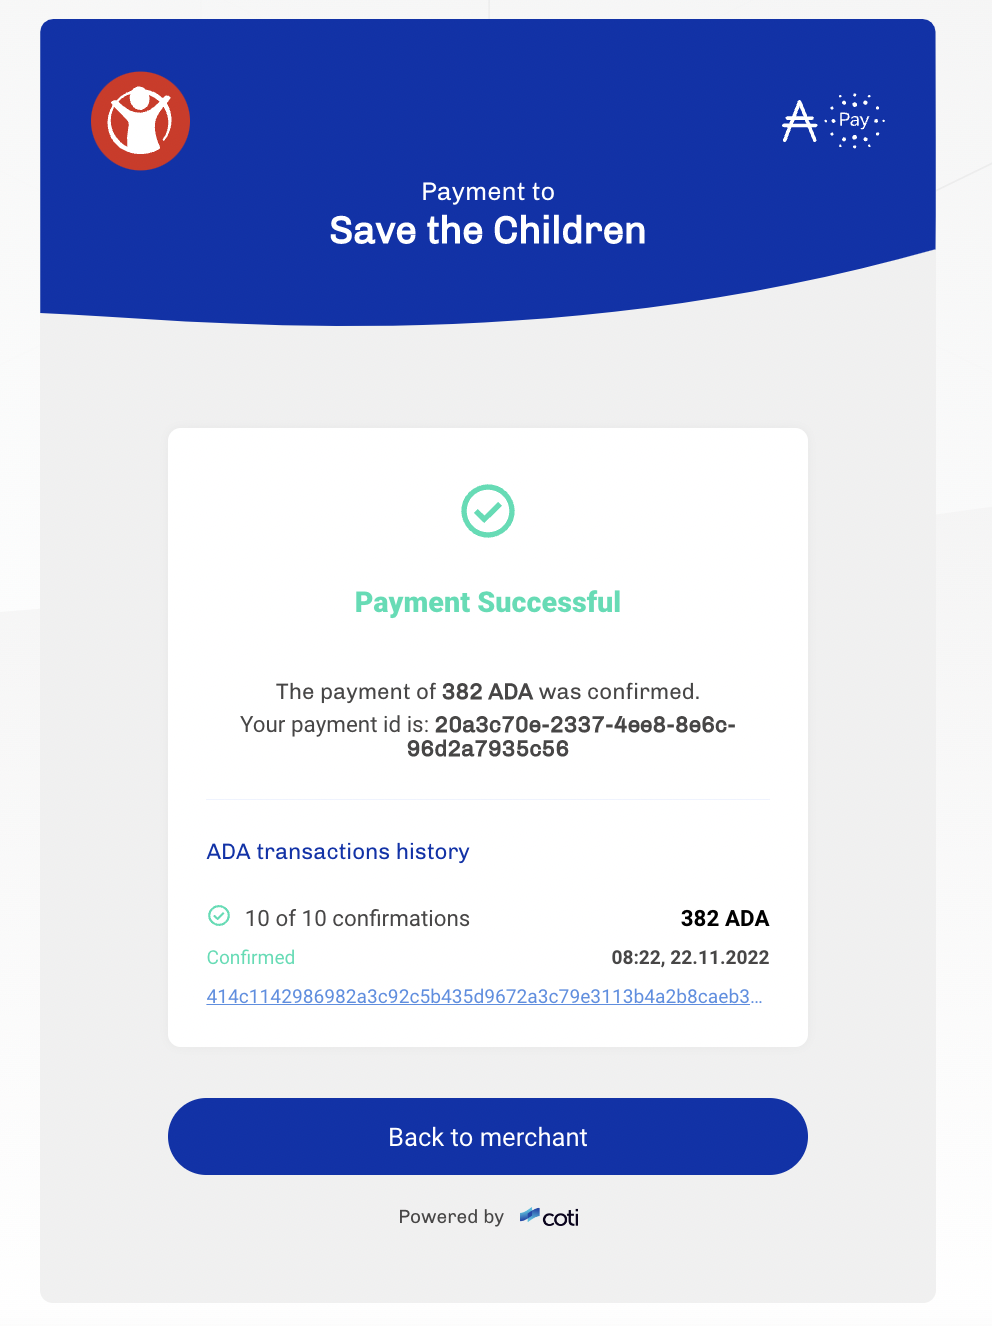 Pay
Payment to
Save the Children
Payment Successful
The payment of 382 ADA was confirmed.
Your payment id is: 20a3c70e-2337-4ee8-8e6c-
96d2a7935c56
ADA transactions history
10 of 10 confirmations 382 ADA
Confirmed 08:22, 22.11.2022
414c1142986982a3c92c5b435d9672a3c79e3113b4a2b8caeb3...
Back to merchant
Powered by coti